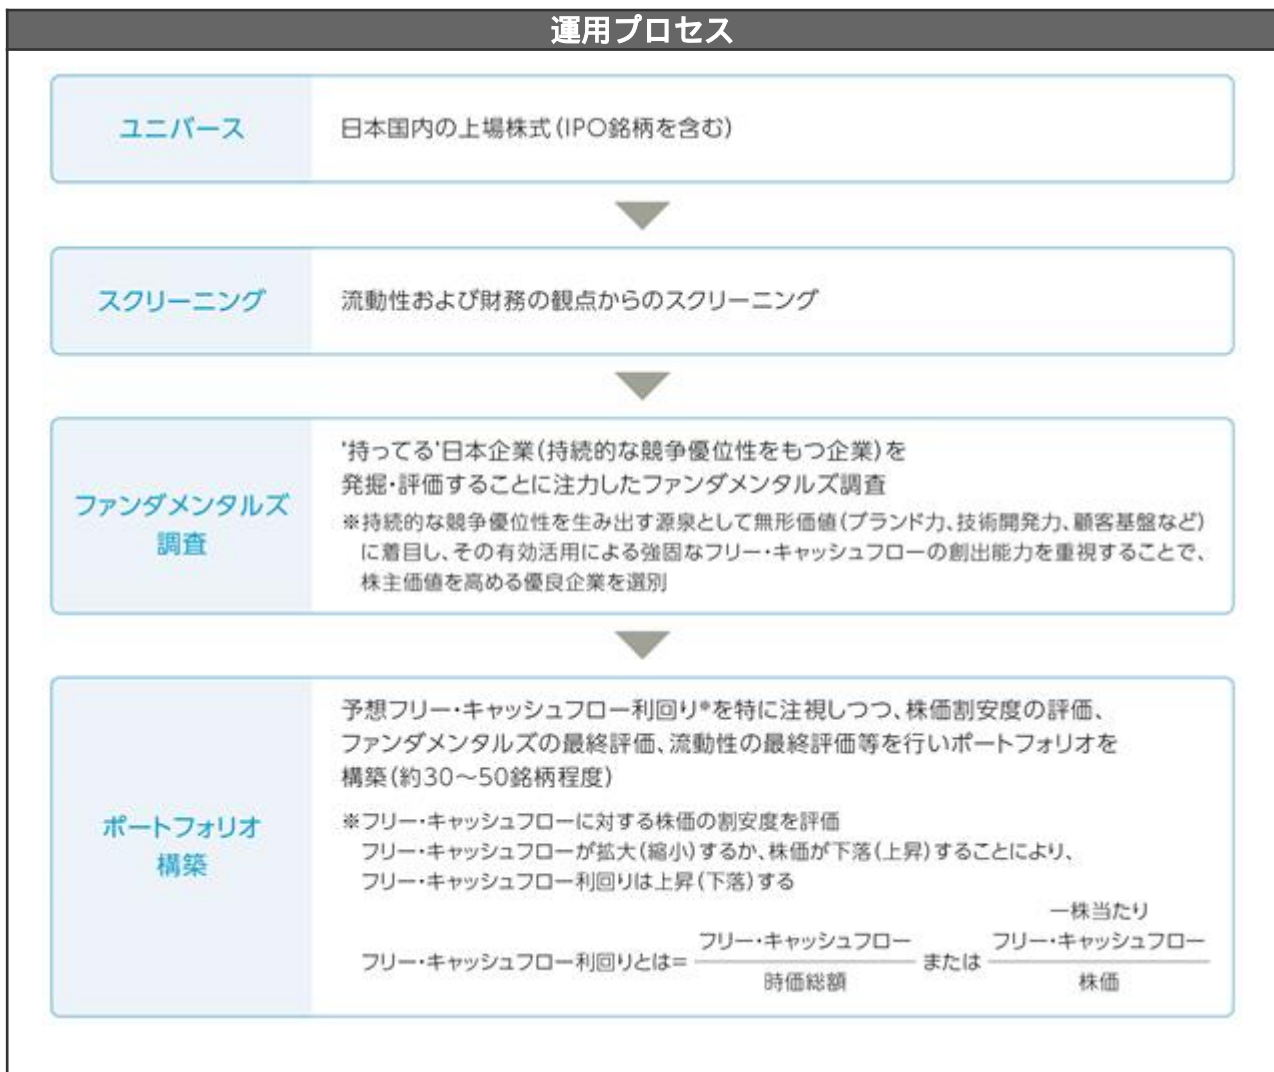 運用プロセス
ユニバース
日本国内の上場株式(IPO銘柄を含む)
スクリーニング
流動性および財務の観点からのスクリーニング
ファンダメンタルズ
調査
'持ってる'日本企業(持続的な競争優位性をもつ企業)を
発掘・評価することに注力したファンダメンタルズ調査
※持続的な競争優位性を生み出す源泉として無形価値(ブランド力、技術開発力、顧客基盤など)
に着目し、その有効活用による強固なフリー・キャッシュフローの創出能力を重視することで、
株主価値を高める優良企業を選別
ポートフォリオ
構築
予想フリー・キャッシュフロー利回り※を特に注視しつつ、株価割安度の評価、
ファンダメンタルズの最終評価、流動性の最終評価等を行いポートフォリオを
構築(約30〜50銘柄程度)
※フリー・キャッシュフローに対する株価の割安度を評価
フリー・キャッシュフローが拡大(縮小)するか、株価が下落(上昇)することにより、
フリー・キャッシュフロー利回りは上昇(下落)する
フリー・キャッシュフロー利回りとは=
フリー・キャッシュフロー
時価総額
または
一株当たり
フリー・キャッシュフロー
株価